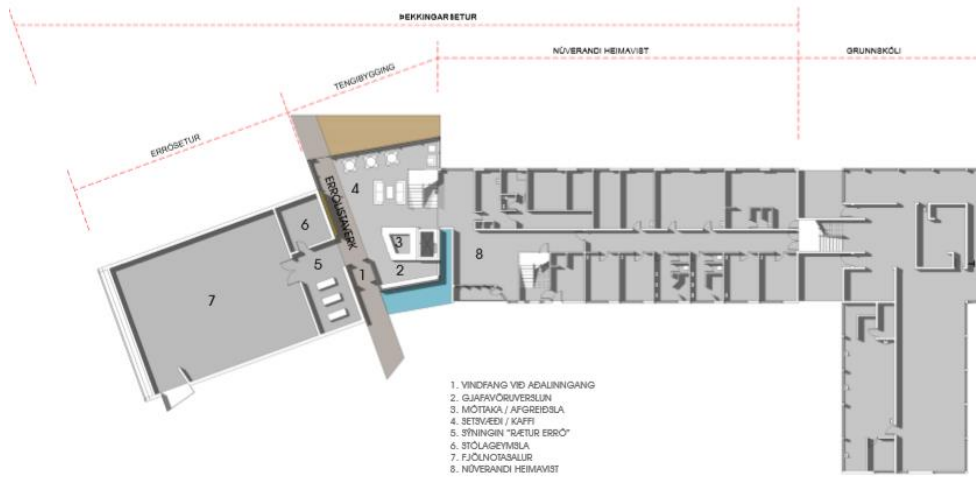 ÞEKKINGARSETUR
NÚVERANDI HEIMAVIST
GRUNNSKÓLI
TENGIBYGGING
ERRÓSETUR
ERRÓLISTAVERK
4
6
3
5
8
1
2
7
1. VINDFANG VIÐ AÐALINNGANG
2. GJAFAVÖRUVERSLUN
3. MÓTTAKA / AFGREIÐSLA
4. SETSVÆÐI / KAFFI
5. SÝNINGIN "RÆTUR ERRÓ"
6. STÓLAGEYMSLA
7. FJÖLNOTASALUR
8. NÚVERANDI HEIMAVIST